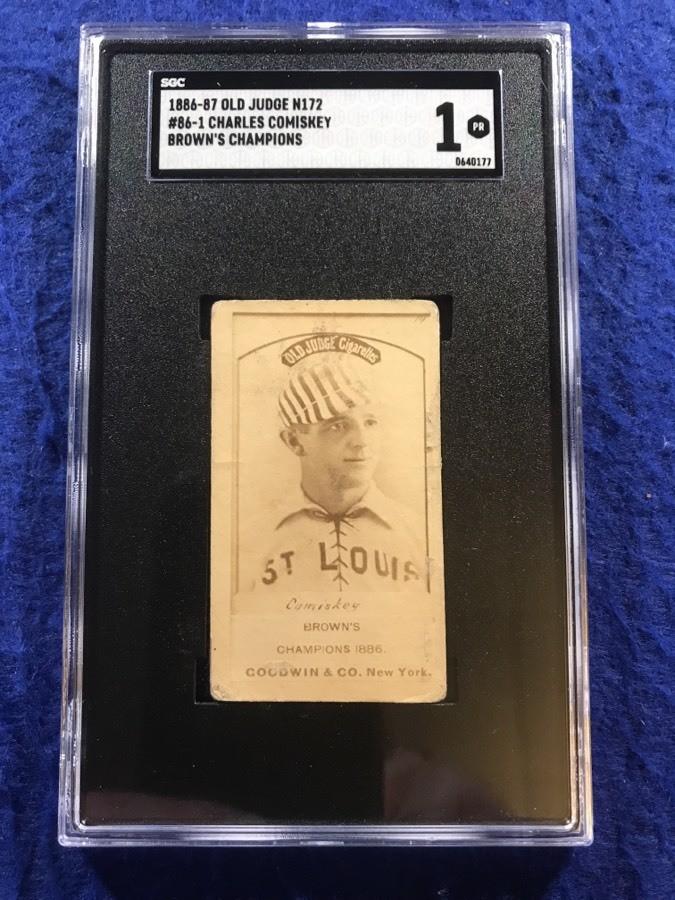 SGC
1886-87 OLD JUDGE N172
#86-1 CHARLES COMISKEY
BROWN'S CHAMPIONS
1 PR
0640177
OLD JUDGE Cigarettes
ST LOUIS
Comiskey
BROWN'S
CHAMPIONS 1886.
GOODWIN & CO. New York.